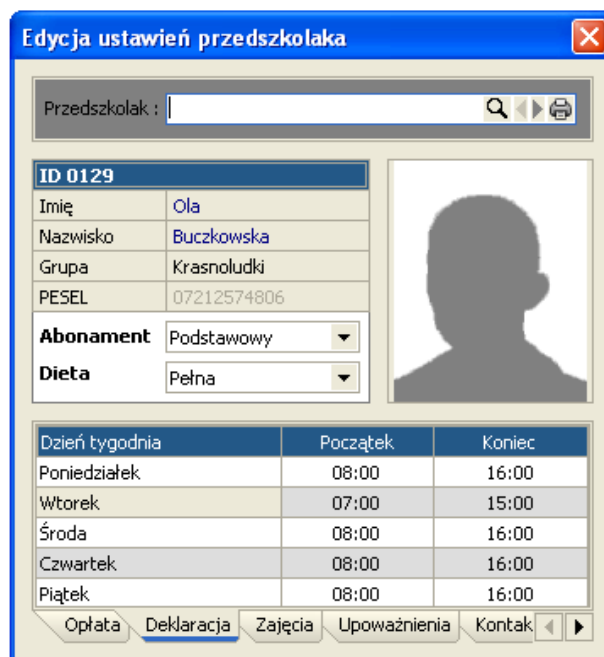 Edycja ustawień przedszkolaka
Przedszkolak :
ID 0129
Imię Ola
Nazwisko Buczkowska
Grupa Krasnoludki
PESEL 07212574806
Abonament Podstawowy
Dieta Pełna
Dzień tygodnia Początek Koniec
Poniedziałek 08:00 16:00
Wtorek 07:00 15:00
Środa 08:00 16:00
Czwartek 08:00 16:00
Piątek 08:00 16:00
Opłata Deklaracja Zajęcia Upoważnienia Kontak